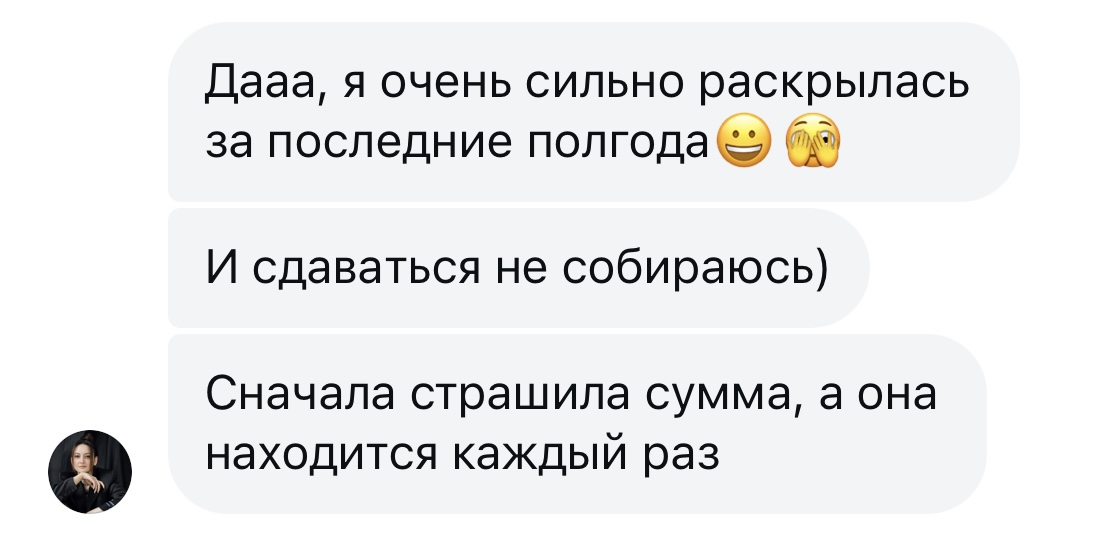 Дааа, я очень сильно раскрылась
за последние полгода😀 🫣
И сдаваться не собираюсь)
Сначала страшила сумма, а она
находится каждый раз